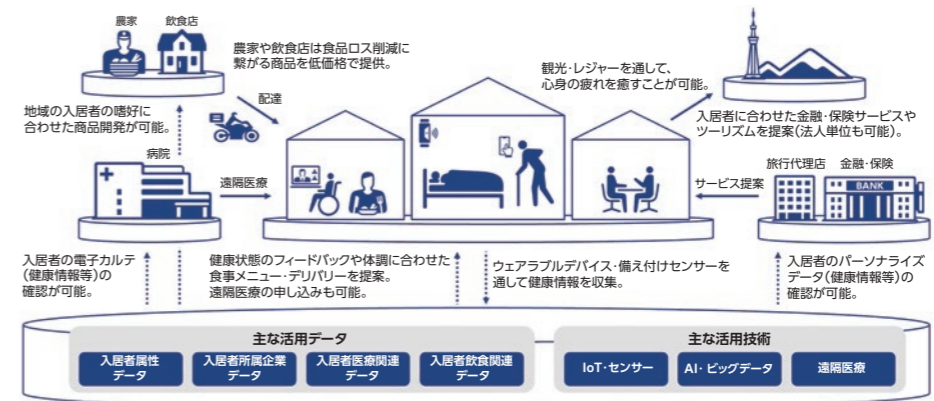 農家
飲食店
農家や飲食店は食品ロス削減に
繋がる商品を低価格で提供。
観光・レジャーを通して、
心身の疲れを癒すことが可能。
配達
地域の入居者の嗜好に
合わせた商品開発が可能。
入居者に合わせた金融・保険サービスや
ツーリズムを提案(法人単位も可能)。
病院
旅行代理店
金融・保険
遠隔医療
サービス提案
BANK
入居者の電子カルテ
(健康情報等)の
確認が可能。
健康状態のフィードバックや体調に合わせた
食事メニュー・デリバリーを提案。
遠隔医療の申し込みも可能。
ウェアラブルデバイス・備え付けセンサーを
通して健康情報を収集。
入居者のパーソナライズ
データ(健康情報等)の
確認が可能。
主な活用データ
入居者属性
データ
入居者所属企業
データ
入居者医療関連
データ
入居者飲食関連
データ
主な活用技術
IoT・センサー
AI・ビッグデータ
遠隔医療